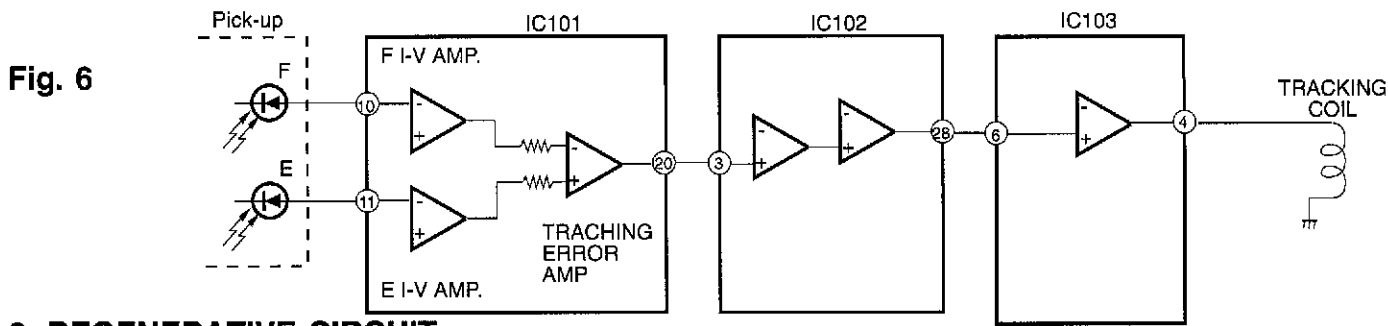 Fig. 6
Pick-up
F
E
IC101
F I-V AMP.
10
-
+
-
+
20
11
-
+
TRACHING
ERROR
AMP
E I-V AMP.
IC102
3
-
+
-
+
28
IC103
6
-
+
4
TRACKING
COIL